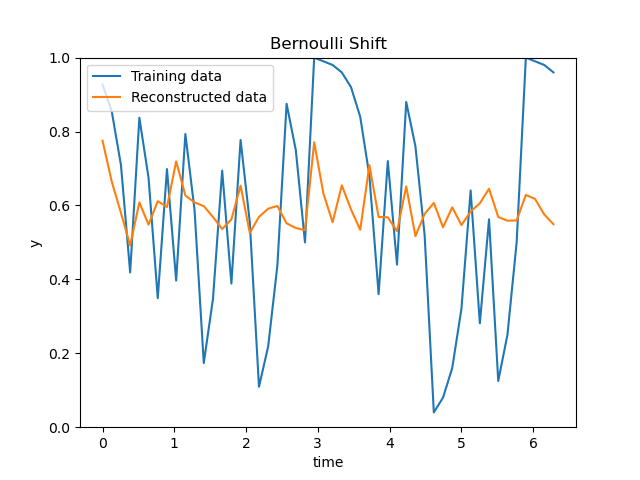 Bernoulli Shift
Training data
Reconstructed data
1.0
0.8
0.6
0.4
0.2
0.0
y
0 1 2 3 4 5 6
time